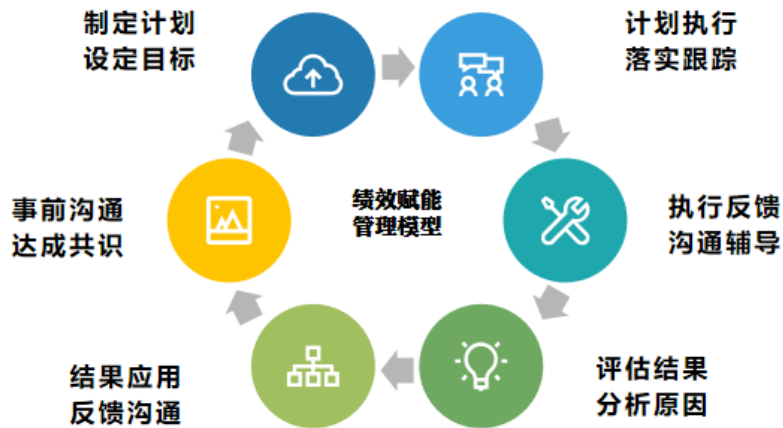 制定计划
设定目标
计划执行
落实跟踪
事前沟通
达成共识
绩效赋能
管理模型
执行反馈
沟通辅导
结果应用
反馈沟通
评估结果
分析原因